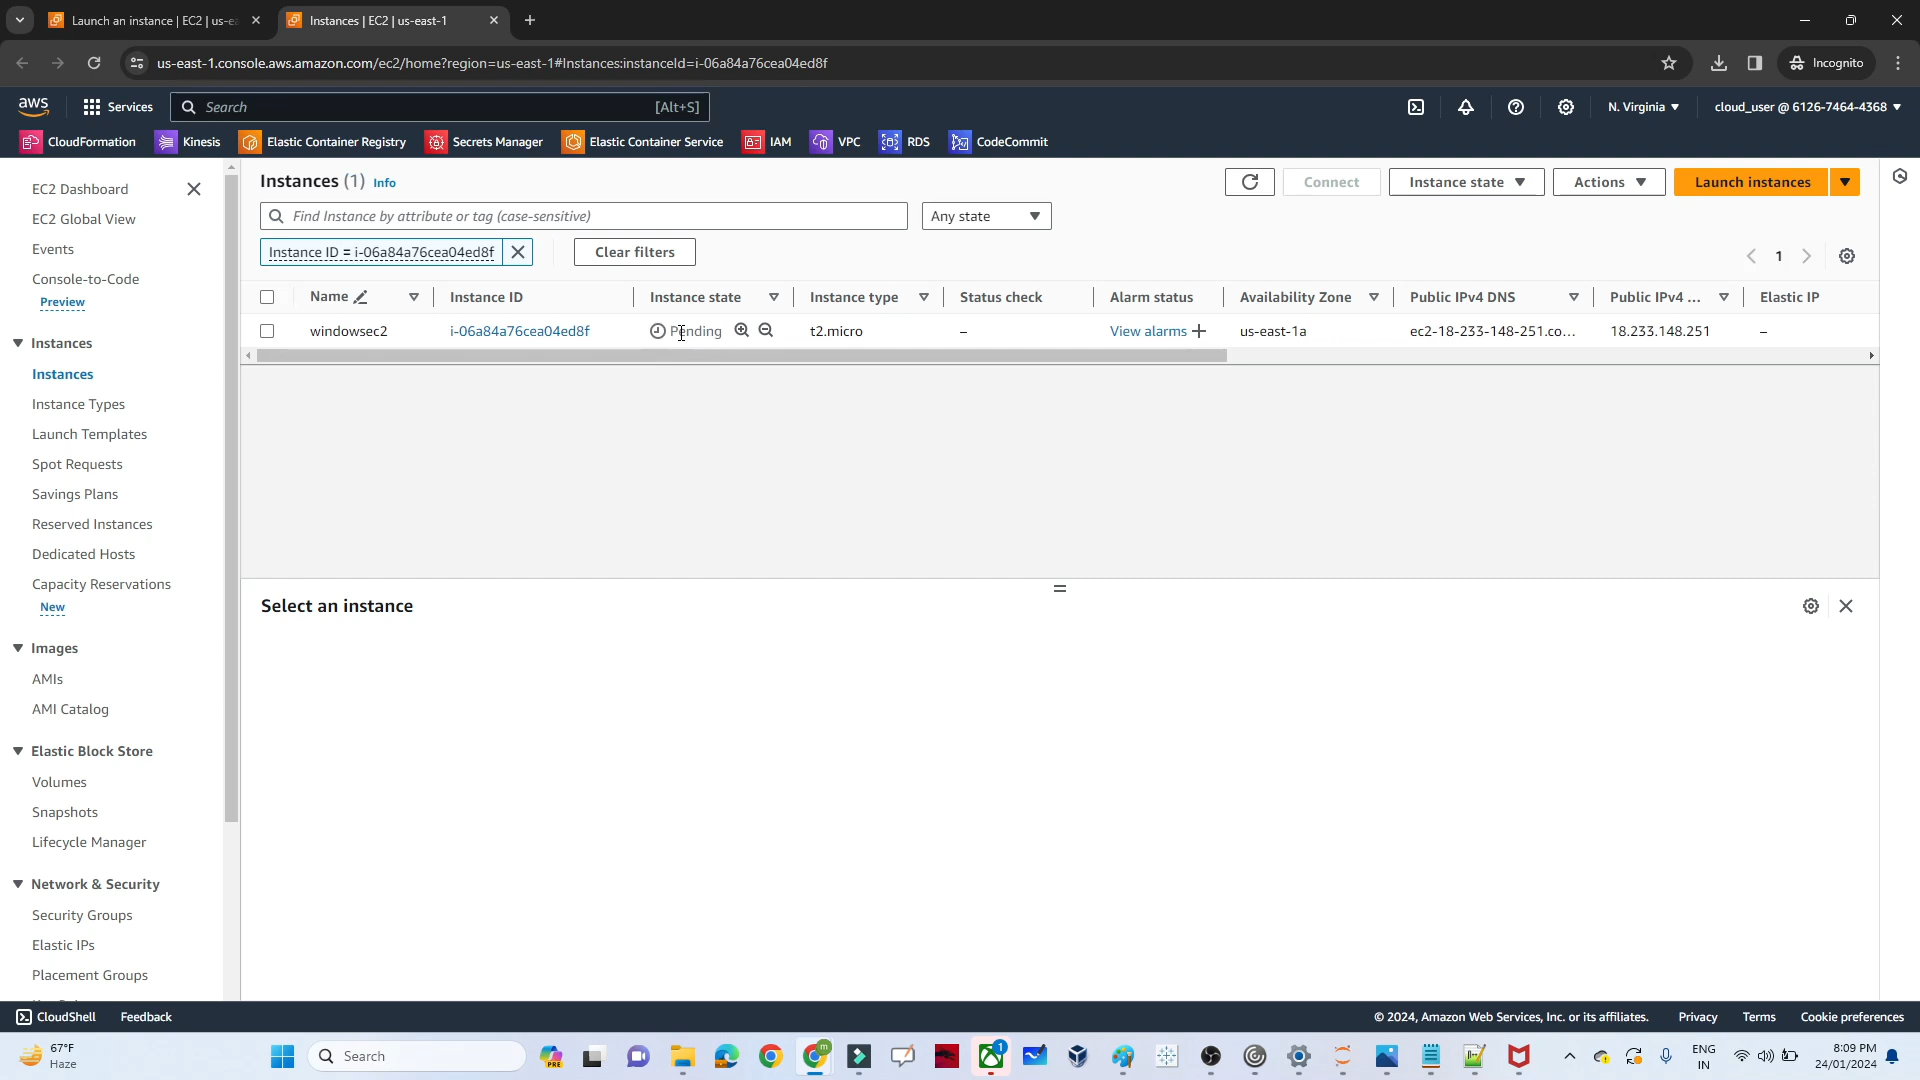 Launch an instance | EC2 | us-e
Instances | EC2 | us-east-1
us-east-1.console.aws.amazon.com/ec2/home?region=us-east-1#Instances:instanceId=i-06a84a76cea04ed8f
Incognito
aws
Services
Search
[Alt+S]
N. Virginia
cloud_user @ 6126-7464-4368
CloudFormation
Kinesis
Elastic Container Registry
Secrets Manager
Elastic Container Service
IAM
VPC
RDS
CodeCommit
EC2 Dashboard
EC2 Global View
Events
Console-to-Code
Preview
Instances
Instances
Instance Types
Launch Templates
Spot Requests
Savings Plans
Reserved Instances
Dedicated Hosts
Capacity Reservations
New
Images
AMIs
AMI Catalog
Elastic Block Store
Volumes
Snapshots
Lifecycle Manager
Network & Security
Security Groups
Elastic IPs
Placement Groups
Instances (1) Info
Connect
Instance state
Actions
Launch instances
Find Instance by attribute or tag (case-sensitive)
Any state
Instance ID = i-06a84a76cea04ed8f
Clear filters
1
Name
Instance ID
Instance state
Instance type
Status check
Alarm status
Availability Zone
Public IPv4 DNS
Public IPv4 ...
Elastic IP
windowsec2
i-06a84a76cea04ed8f
Pending
t2.micro
–
View alarms +
us-east-1a
ec2-18-233-148-251.co...
18.233.148.251
–
Select an instance
CloudShell
Feedback
© 2024, Amazon Web Services, Inc. or its affiliates.
Privacy
Terms
Cookie preferences
67°F
Haze
Search
PRE
1
ENG
IN
8:09 PM
24/01/2024